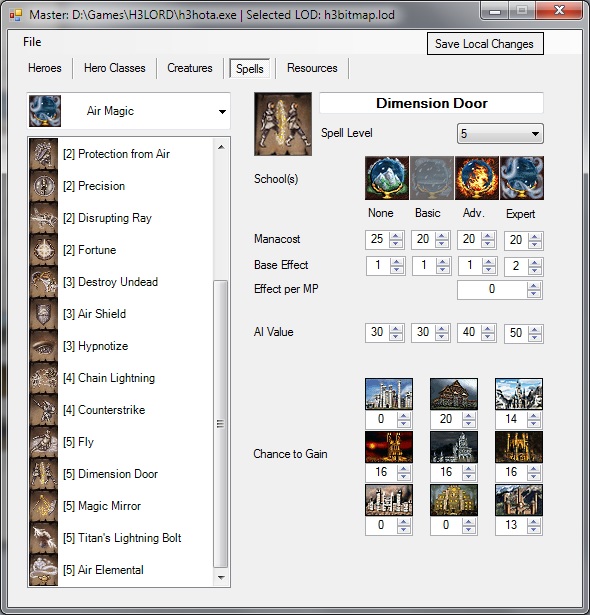 Master: D:\Games\H3LORD\h3hota.exe | Selected LOD: h3bitmap.lod
File
Save Local Changes
Heroes Hero Classes Creatures Spells Resources
Air Magic
Dimension Door
Spell Level 5
[2] Protection from Air
School(s)
[2] Precision
[2] Disrupting Ray
None Basic Adv. Expert
[2] Fortune
Manacost 25 20 20 20
[3] Destroy Undead
Base Effect 1 1 1 2
Effect per MP 0
[3] Air Shield
AI Value 30 30 40 50
[3] Hypnotize
[4] Chain Lightning
[4] Counterstrike
0 20 14
[5] Fly
Chance to Gain
[5] Dimension Door
16 16 16
[5] Magic Mirror
0 0 13
[5] Titan's Lightning Bolt
[5] Air Elemental